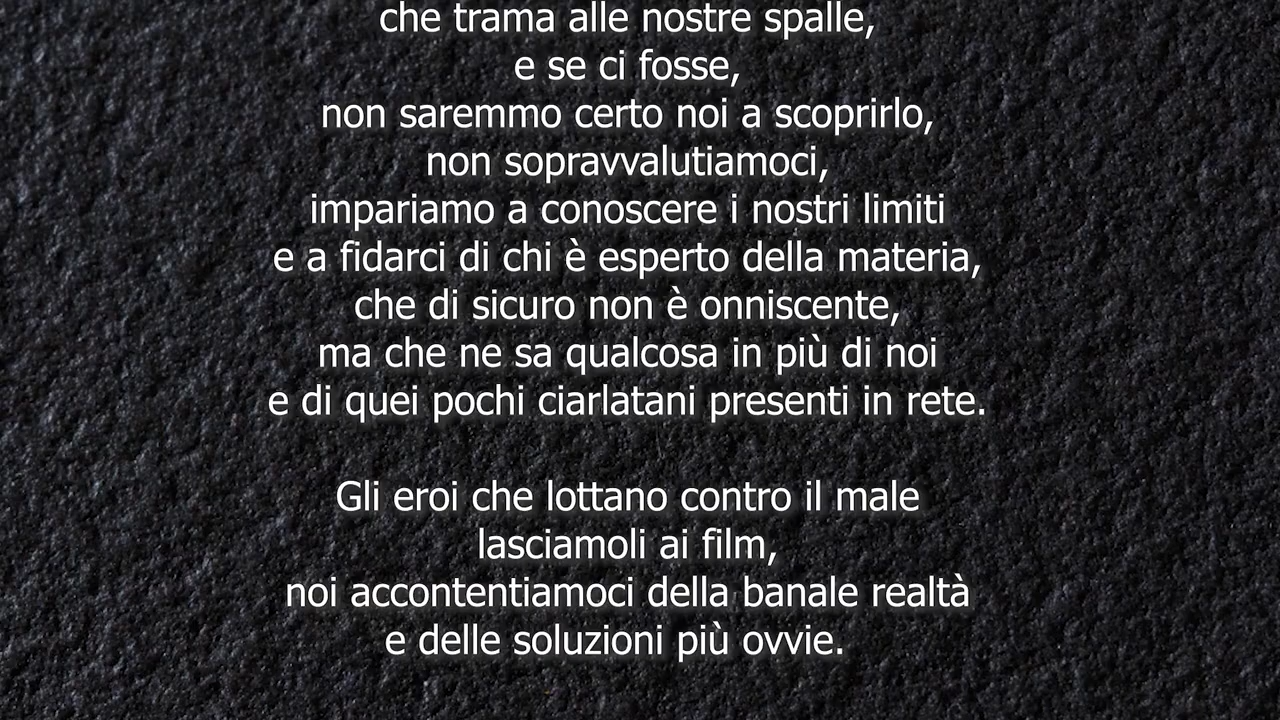 che trama alle nostre spalle,
e se ci fosse,
non saremmo certo noi a scoprirlo,
non sopravvalutiamoci,
impariamo a conoscere i nostri limiti
e a fidarci di chi è esperto della materia,
che di sicuro non è onniscente,
ma che ne sa qualcosa in più di noi
e di quei pochi ciarlatani presenti in rete.
Gli eroi che lottano contro il male
lasciamoli ai film,
noi accontentiamoci della banale realtà
e delle soluzioni più ovvie.